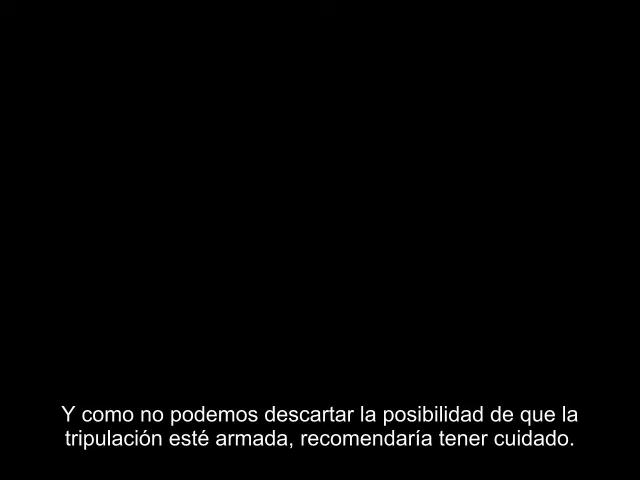 Y como no podemos descartar la posibilidad de que la
tripulación esté armada, recomendaría tener cuidado.